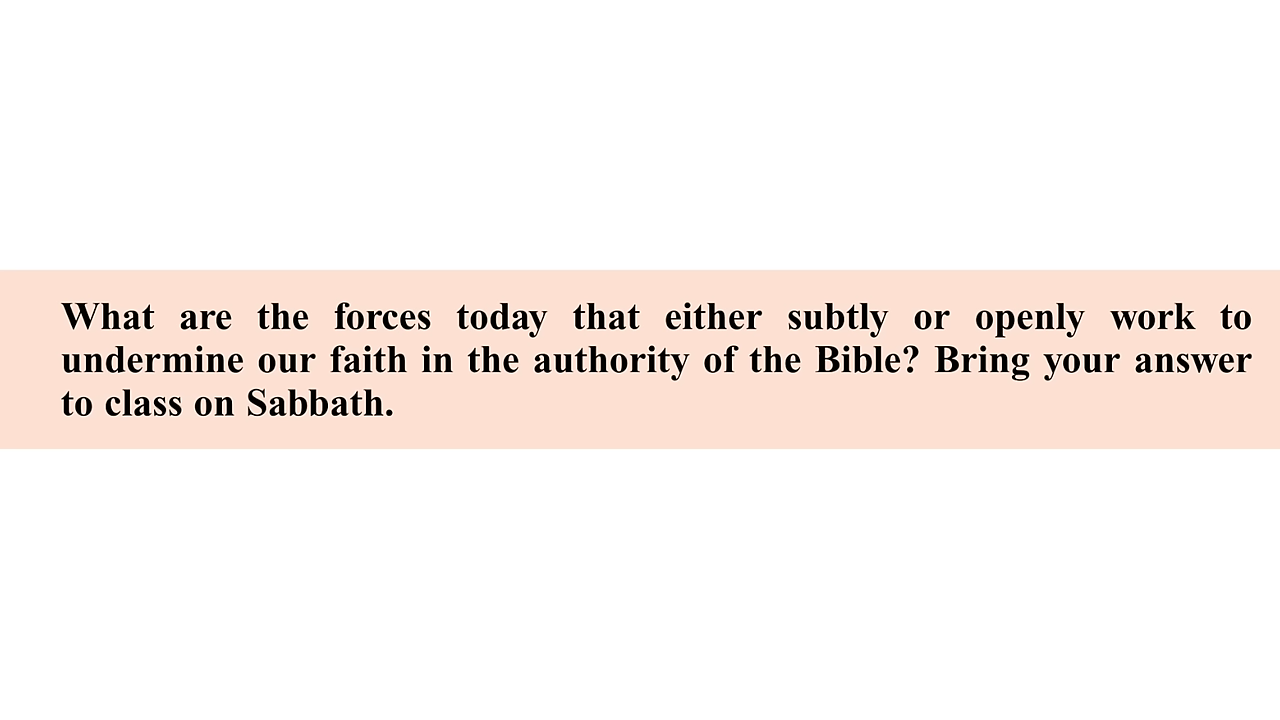 What are the forces today that either subtly or openly work to
undermine our faith in the authority of the Bible? Bring your answer
to class on Sabbath.